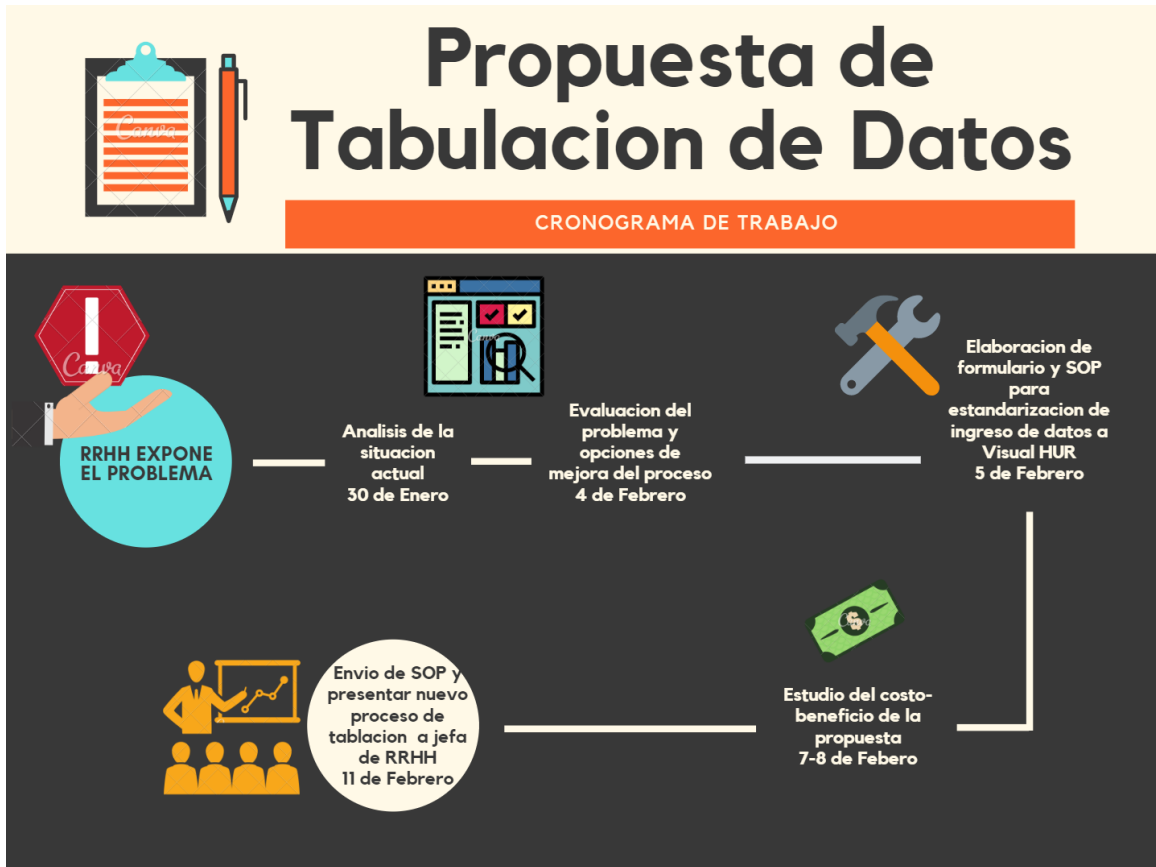 Propuesta de
Tabulacion de Datos
CRONOGRAMA DE TRABAJO
Canva
Canva
RRHH EXPONE
EL PROBLEMA
Analisis de la
situacion
actual
30 de Enero
Evaluacion del
problema y
opciones de
mejora del proceso
4 de Febrero
Elaboracion de
formulario y SOP
para
estandarizacion de
ingreso de datos a
Visual HUR
5 de Febrero
Estudio del costo-
beneficio de la
propuesta
7-8 de Febero
Envio de SOP y
presentar nuevo
proceso de
tablacion a jefa
de RRHH
11 de Febrero